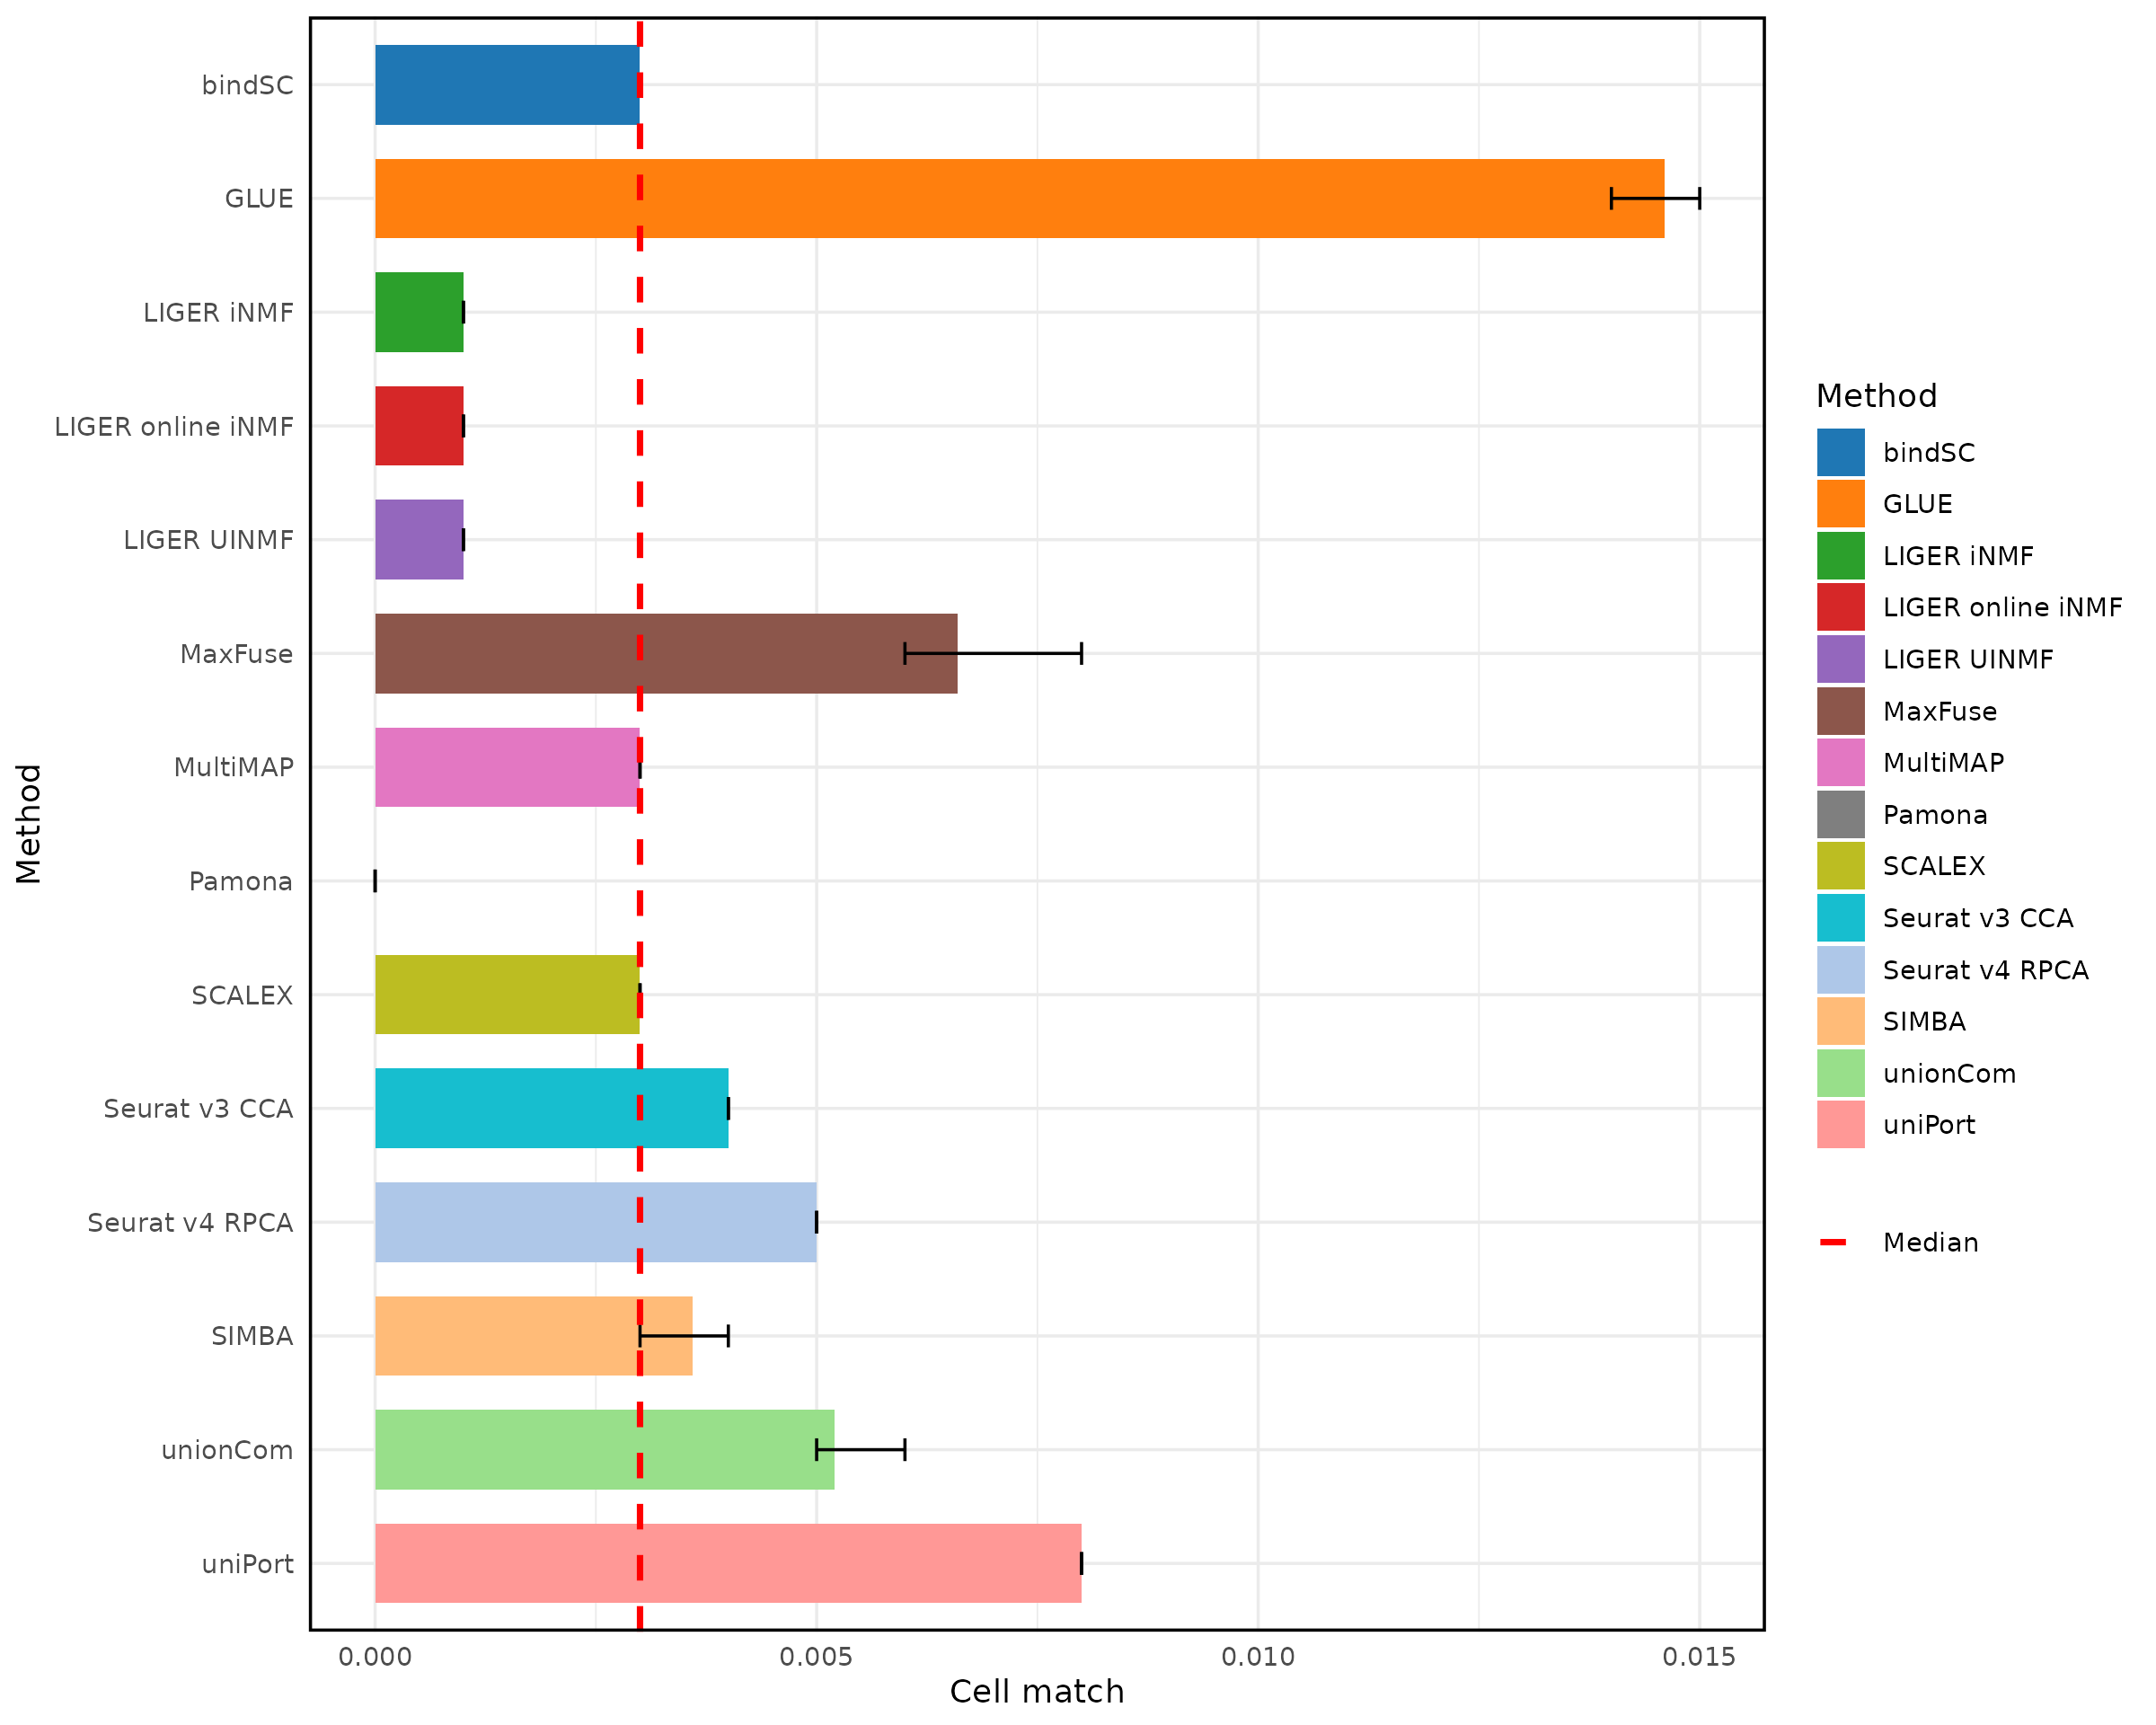 Method
bindSC
GLUE
LIGER iNMF
LIGER online iNMF
LIGER UINMF
MaxFuse
MultiMAP
Pamona
SCALEX
Seurat v3 CCA
Seurat v4 RPCA
SIMBA
unionCom
uniPort
0.000 0.005 0.010 0.015
Cell match
Method
bindSC
GLUE
LIGER iNMF
LIGER online iNMF
LIGER UINMF
MaxFuse
MultiMAP
Pamona
SCALEX
Seurat v3 CCA
Seurat v4 RPCA
SIMBA
unionCom
uniPort
Median